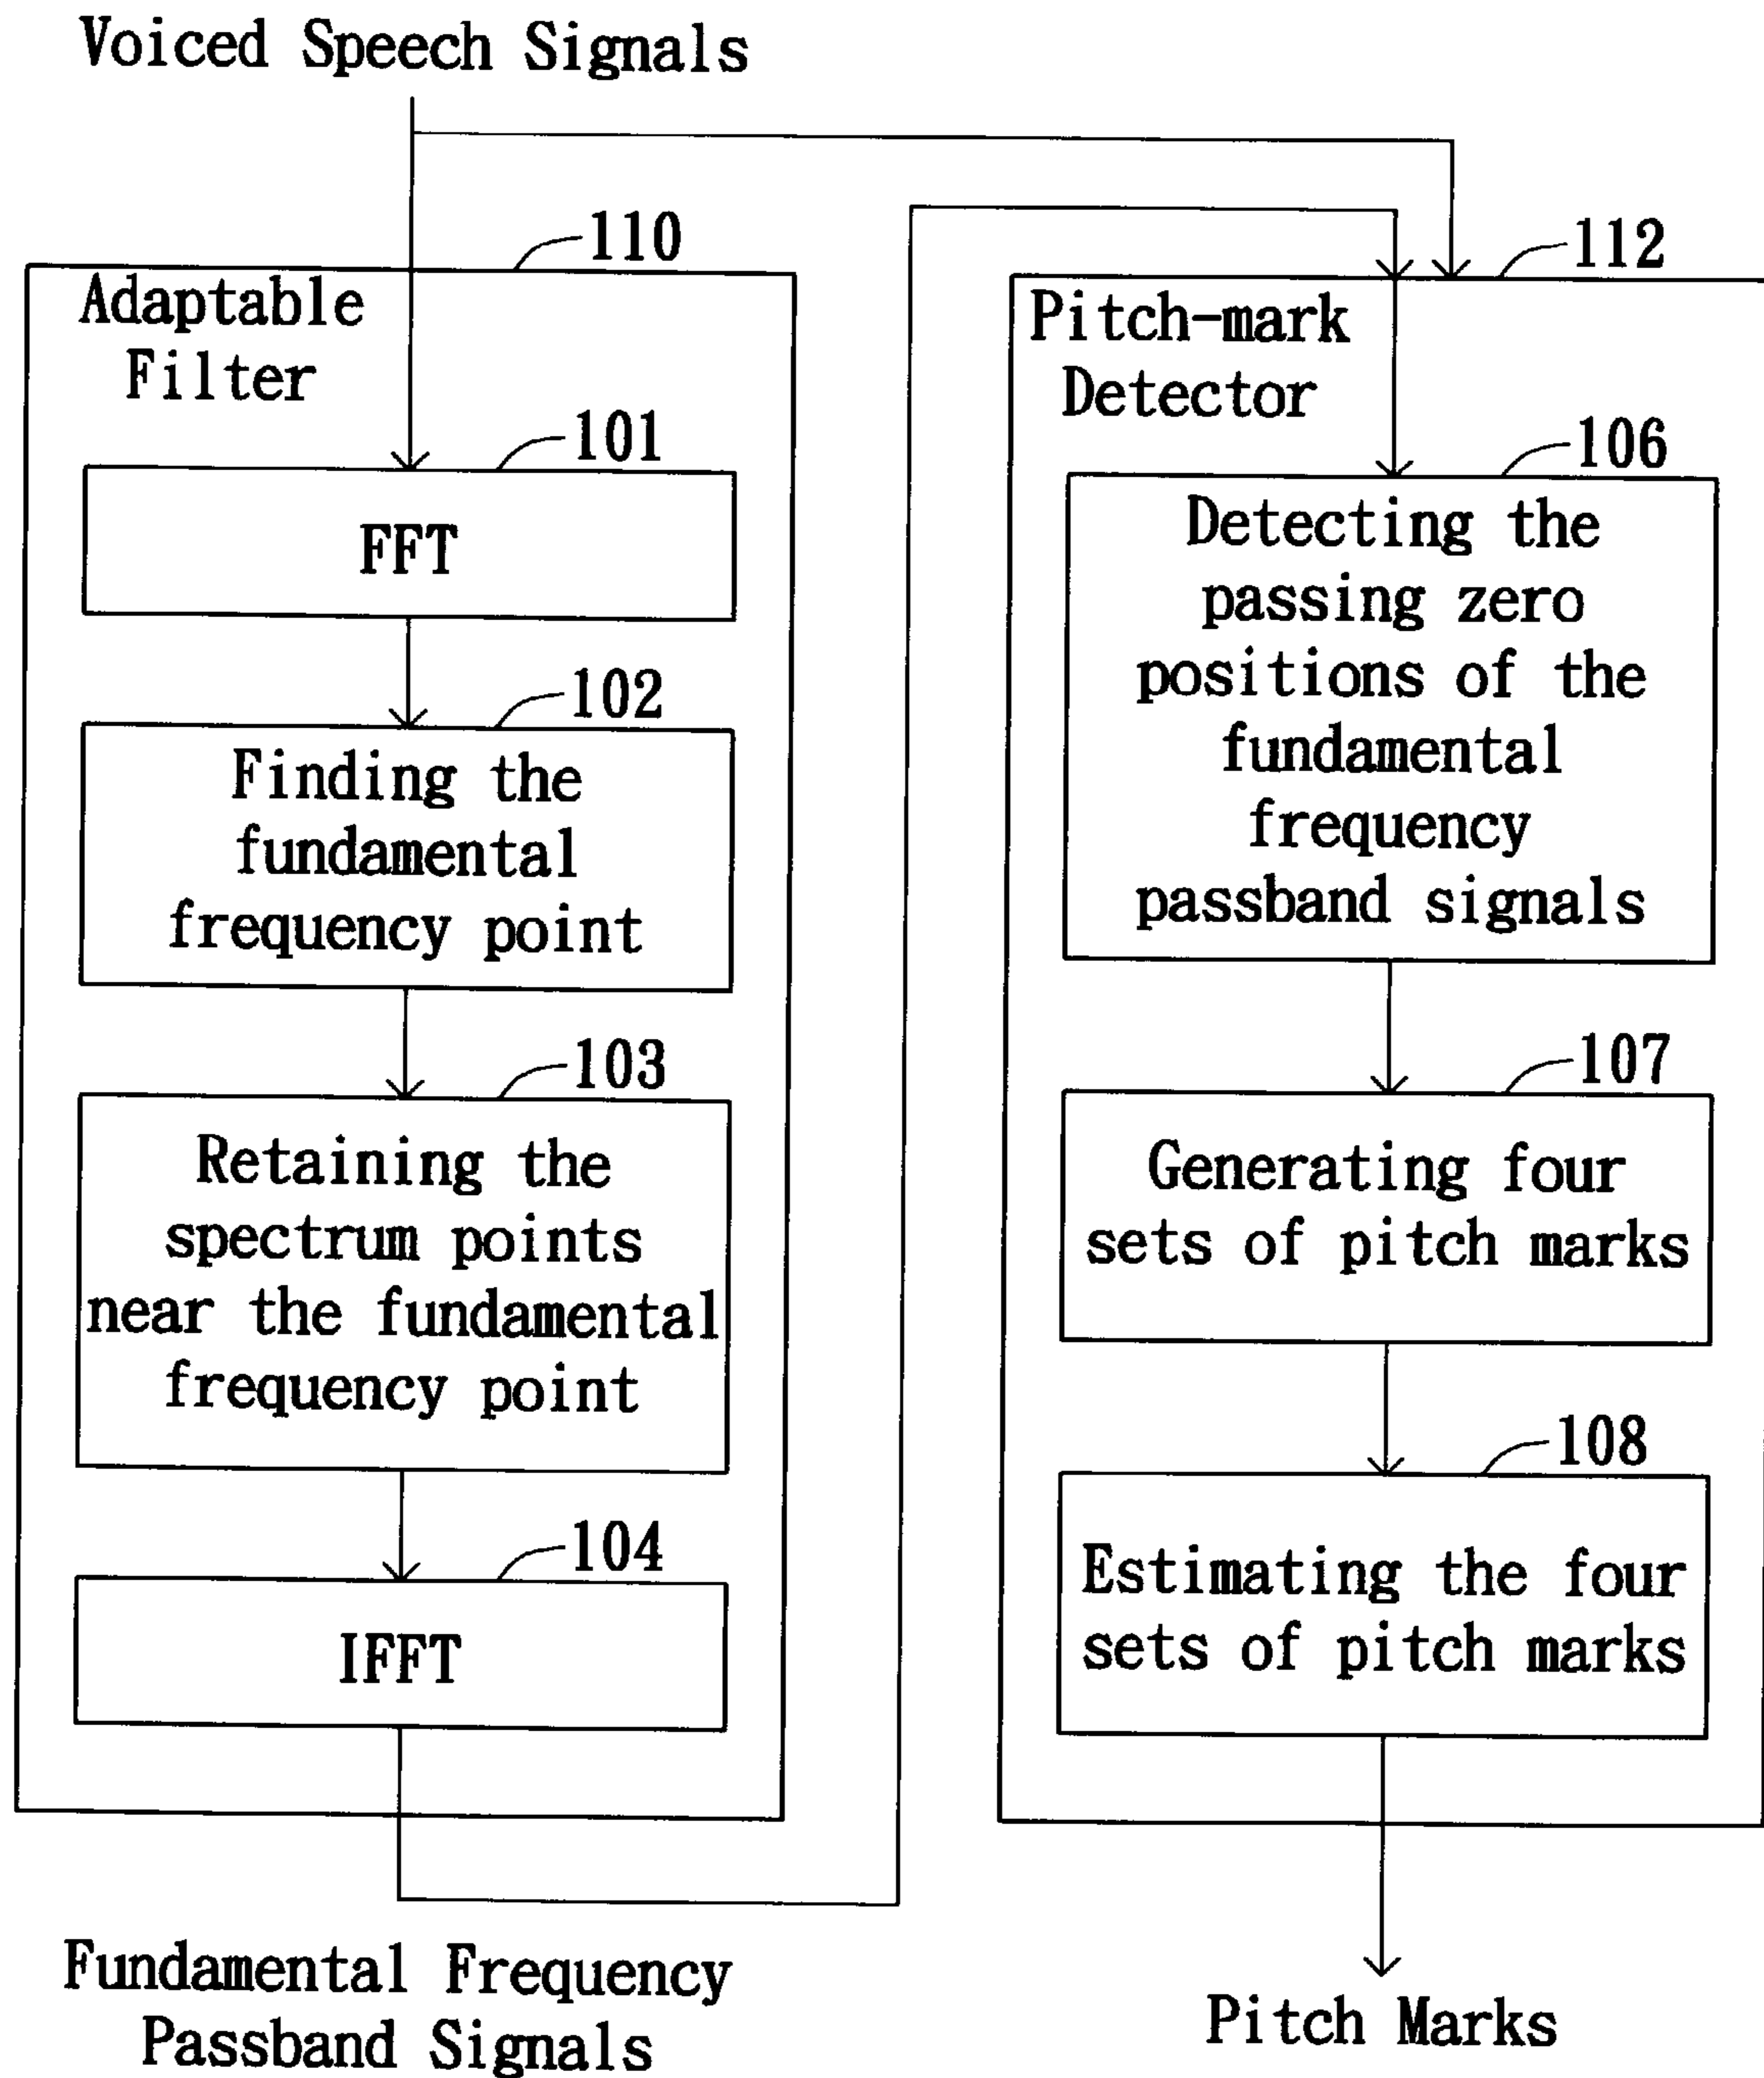 Voiced Speech Signals
110
Adaptable
Filter
101
FFT
102
Finding the
fundamental
frequency point
103
Retaining the
spectrum points
near the fundamental
frequency point
104
IFFT
Fundamental Frequency
Passband Signals
112
Pitch-mark
Detector
106
Detecting the
passing zero
positions of the
fundamental
frequency
passband signals
107
Generating four
sets of pitch marks
108
Estimating the four
sets of pitch marks
Pitch Marks